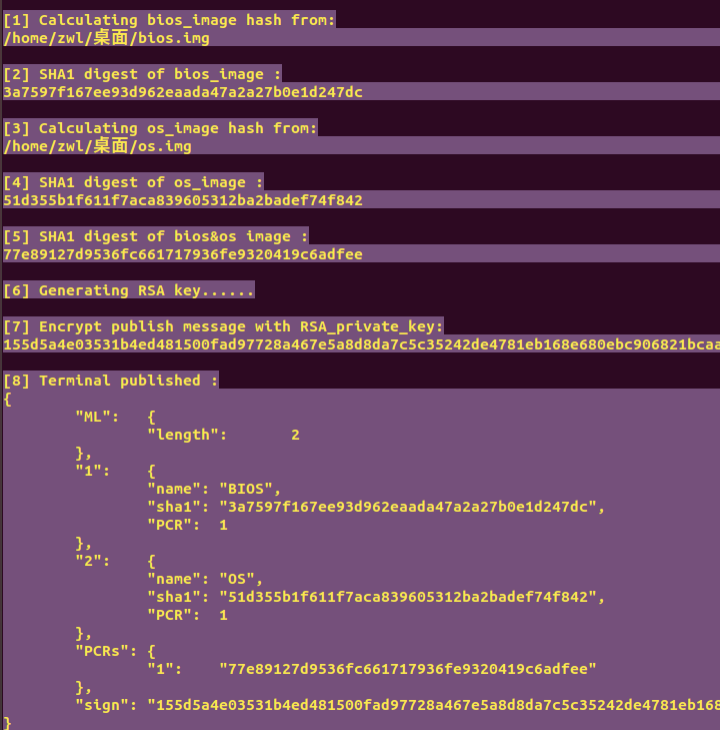 [1] Calculating bios_image hash from:
/home/zwl/桌面/bios.img
[2] SHA1 digest of bios_image :
3a7597f167ee93d962eaada47a2a27b0e1d247dc
[3] Calculating os_image hash from:
/home/zwl/桌面/os.img
[4] SHA1 digest of os_image :
51d355b1f611f7aca839605312ba2badef74f842
[5] SHA1 digest of bios&os image :
77e89127d9536fc661717936fe9320419c6adfee
[6] Generating RSA key......
[7] Encrypt publish message with RSA_private_key:
155d5a4e03531b4ed481500fad97728a467e5a8d8da7c5c35242de4781eb168e680ebc906821bcaa
[8] Terminal published :
{
"ML": {
"length": 2
},
"1": {
"name": "BIOS",
"sha1": "3a7597f167ee93d962eaada47a2a27b0e1d247dc",
"PCR": 1
},
"2": {
"name": "OS",
"sha1": "51d355b1f611f7aca839605312ba2badef74f842",
"PCR": 1
},
"PCRs": {
"1": "77e89127d9536fc661717936fe9320419c6adfee"
},
"sign": "155d5a4e03531b4ed481500fad97728a467e5a8d8da7c5c35242de4781eb168
}